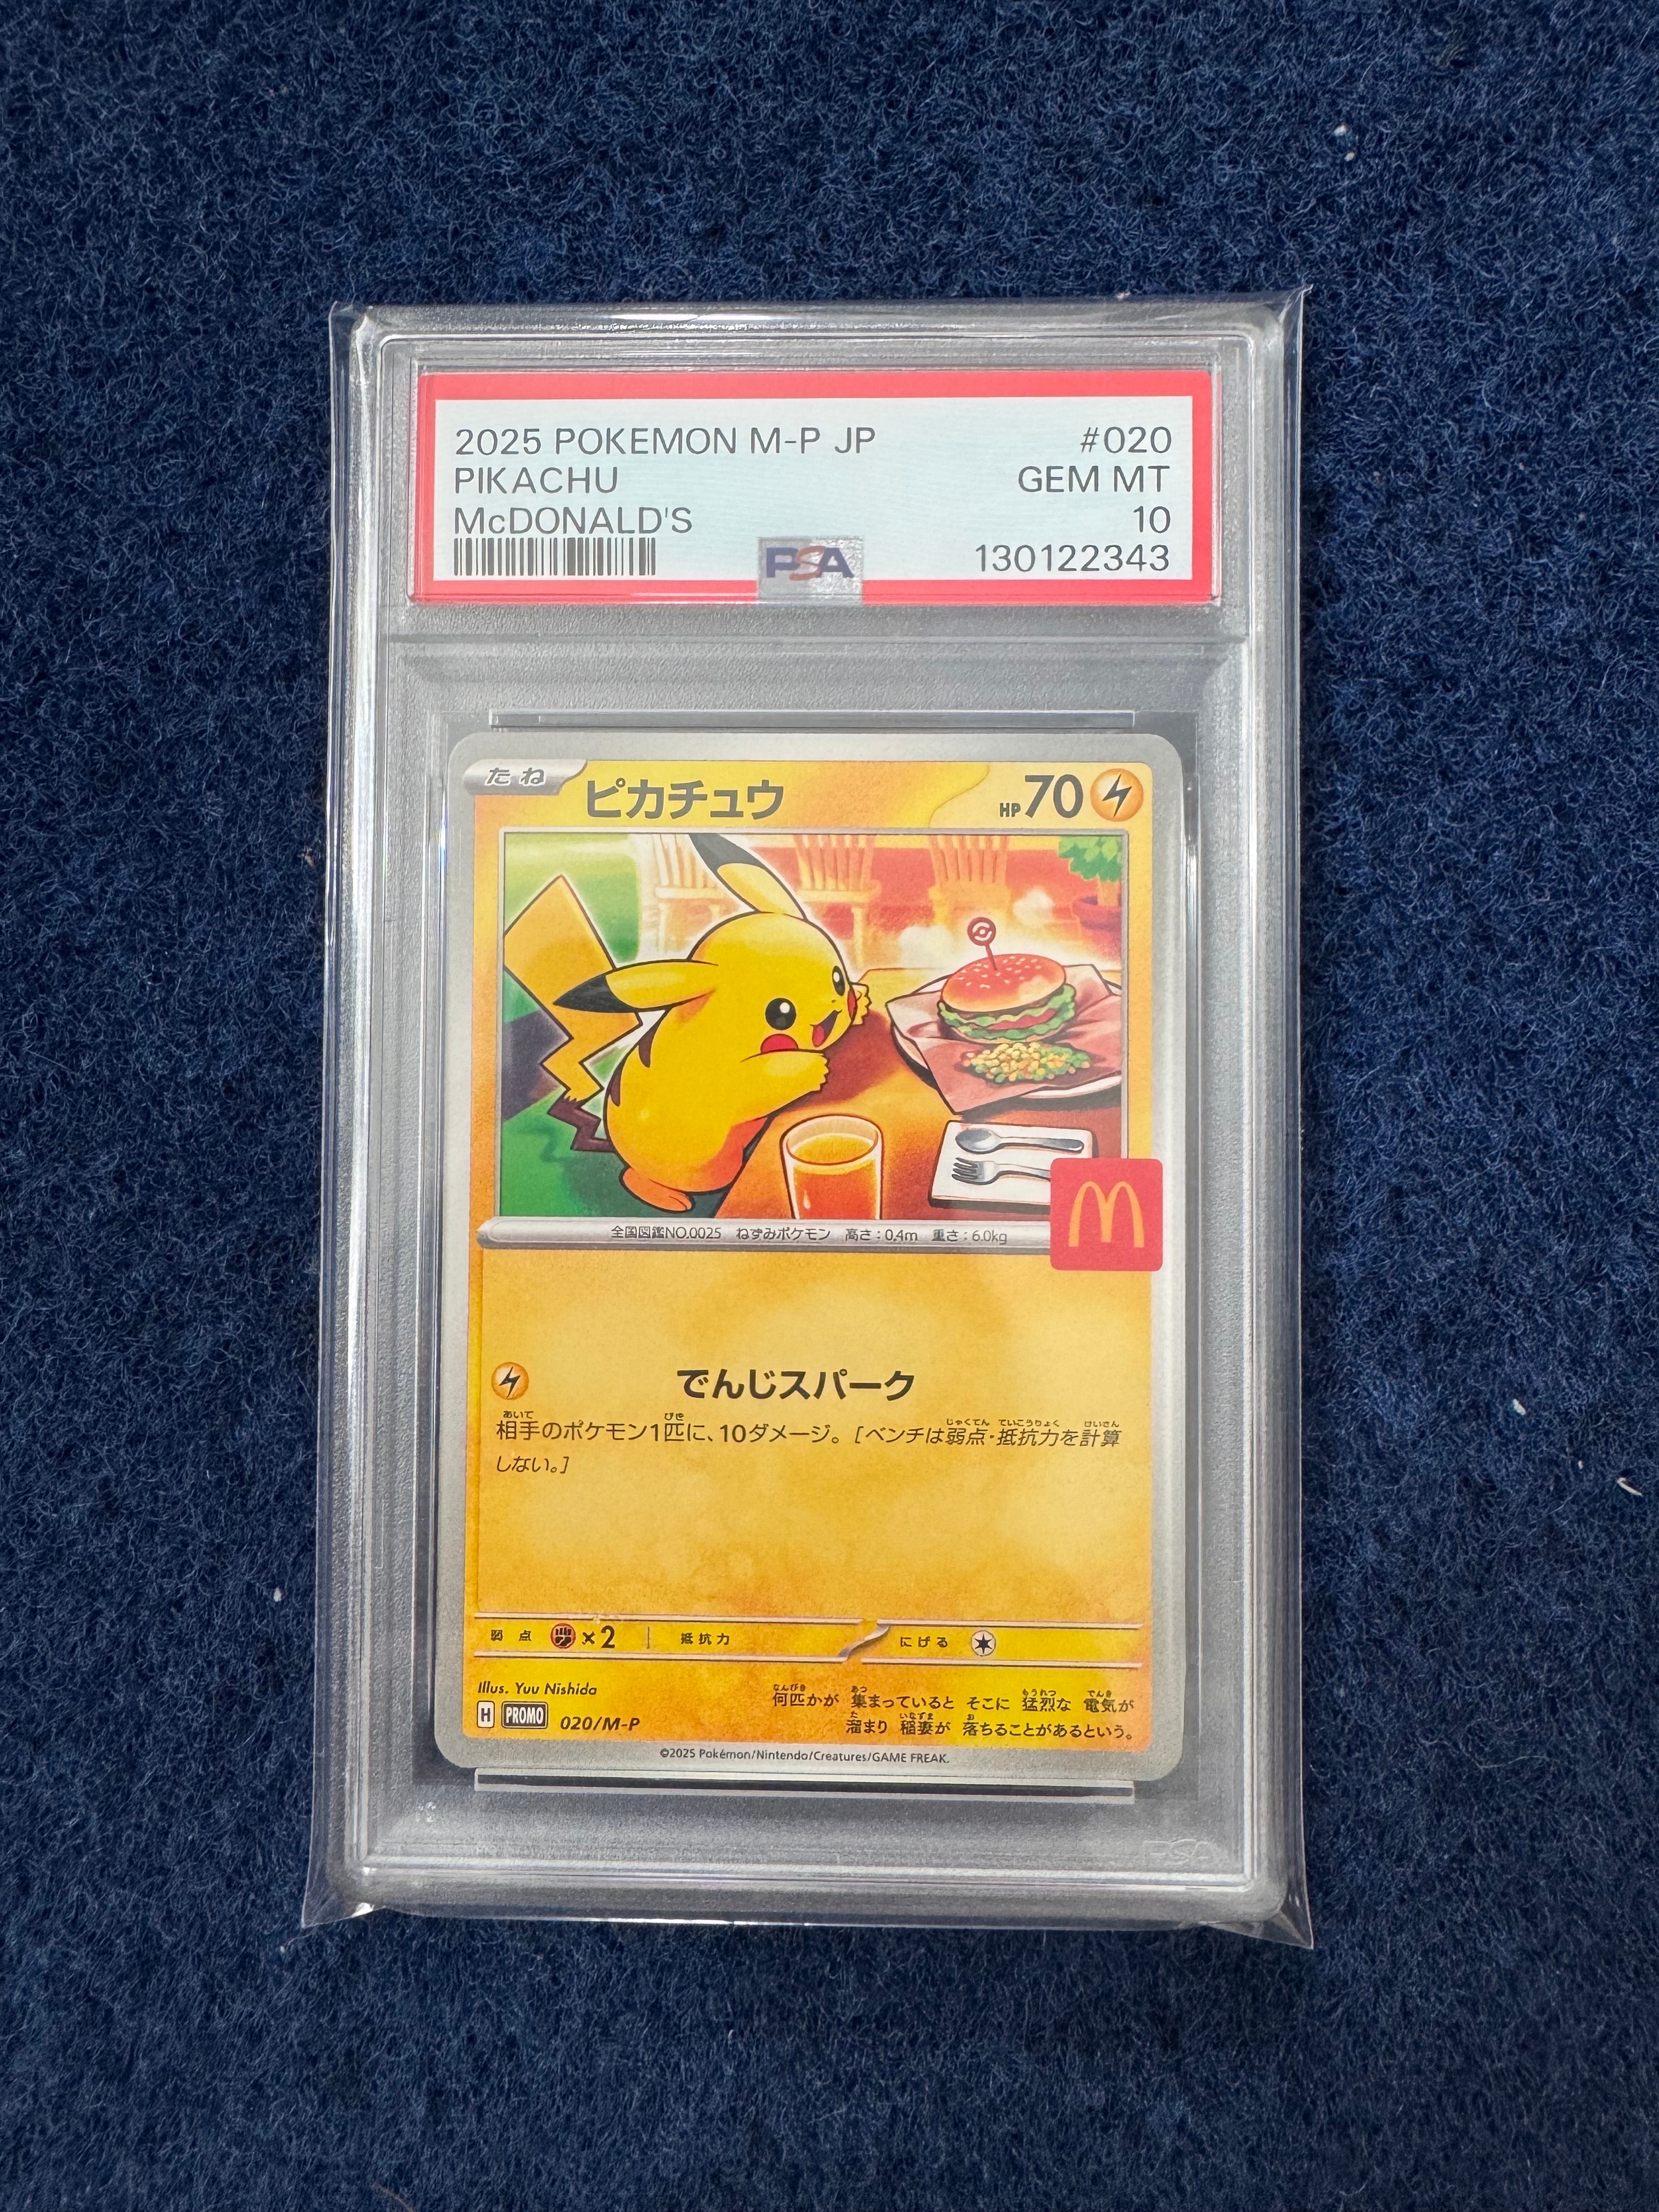 2025 POKEMON M-P JP #020
PIKACHU GEM MT
McDONALD'S 10
PSA 130122343
たね ピカチュウ HP70
全国図鑑NO.0025 ねずみポケモン 高さ:0.4m 重さ:6.0kg
でんじスパーク
相手のポケモン1匹に、10ダメージ。[ベンチは弱点・抵抗力を計算
しない。]
弱点 ×2 抵抗力 にげる
Illus. Yuu Nishida
H PROMO 020/M-P
何匹かが 集まっていると そこに 猛烈な 電気が
溜まり 稲妻が 落ちることがあるという。
©2025 Pokémon/Nintendo/Creatures/GAME FREAK.